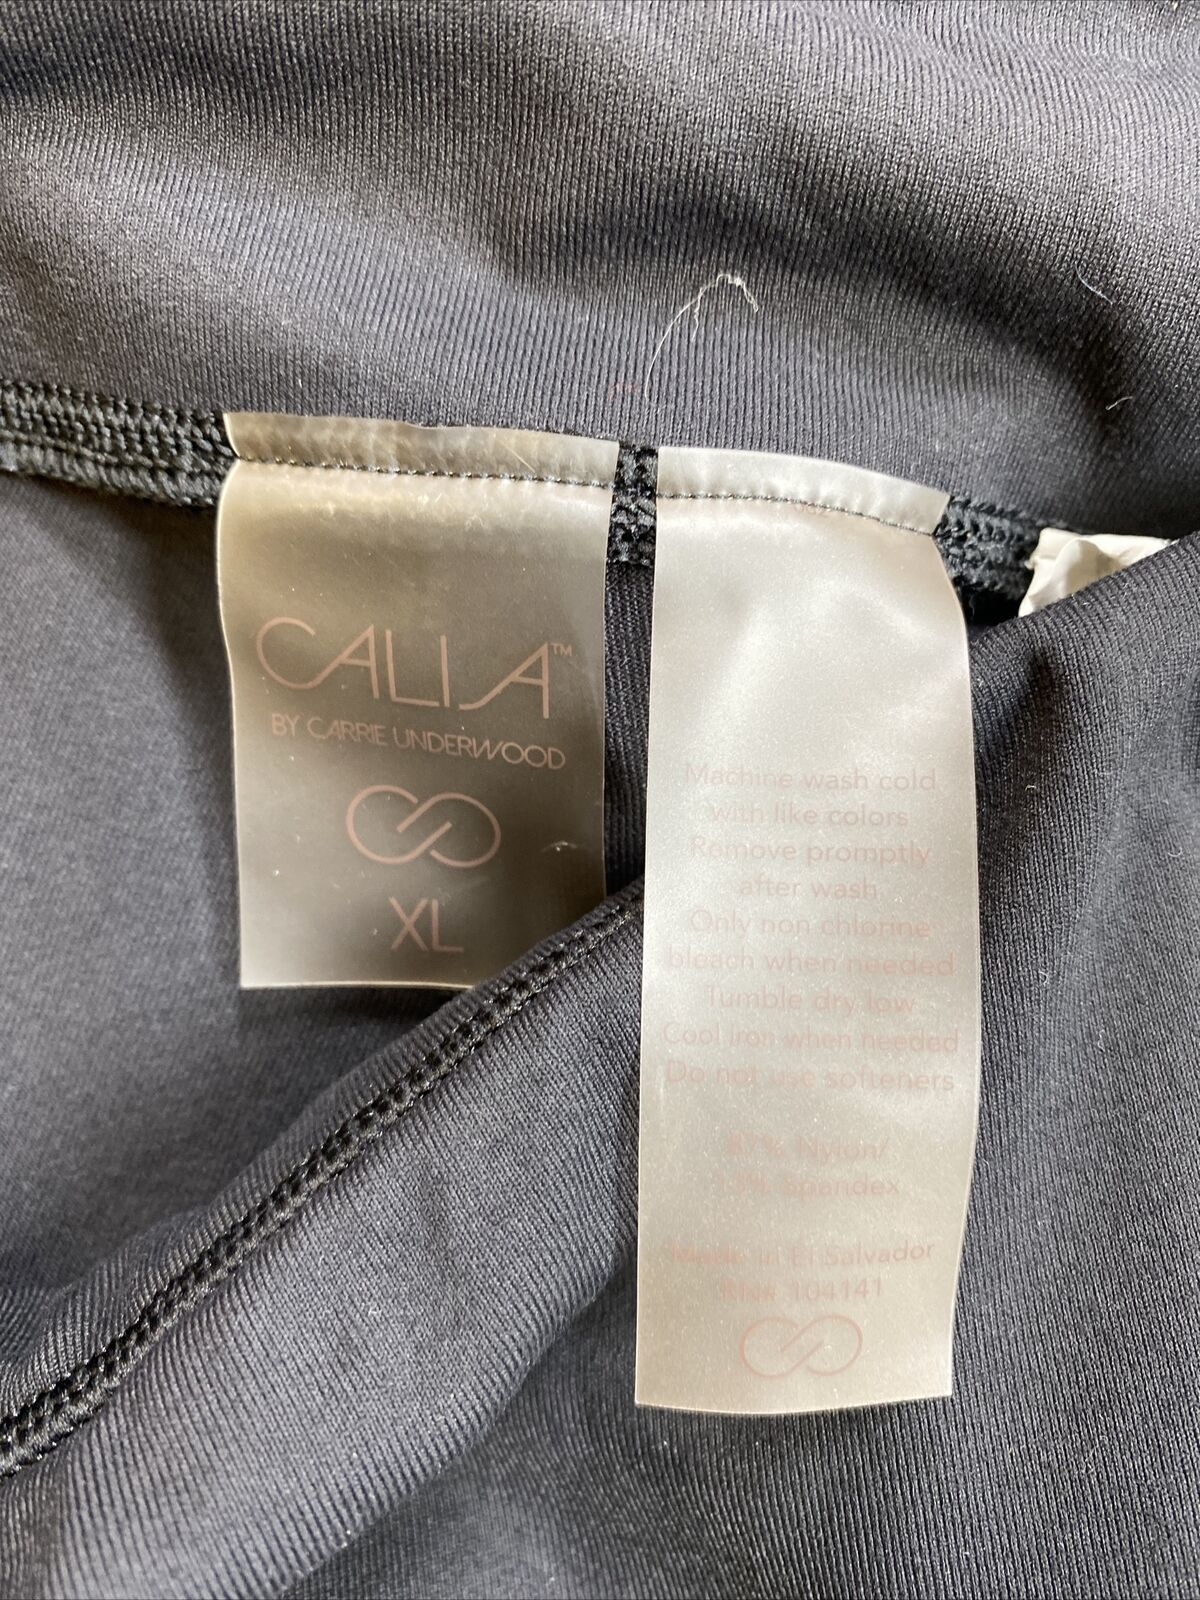 CALIA™
BY CARRIE UNDERWOOD
XL
Machine wash cold
with like colors
Remove promptly
after wash
Only non chlorine
bleach when needed
Tumble dry low
Cool iron when needed
Do not use softeners
87% Nylon/
13% Spandex
Made in El Salvador
RN# 104141